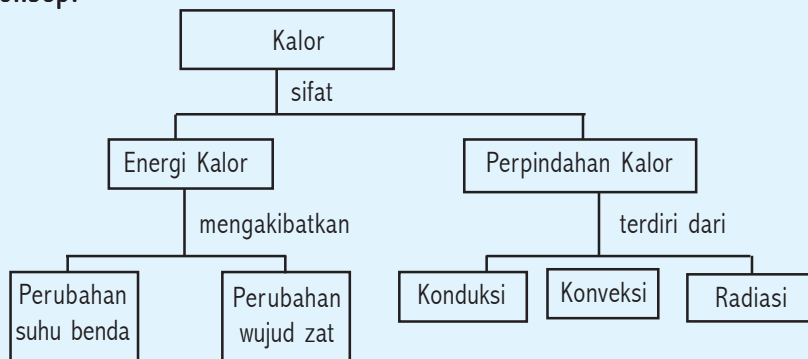 Kalor
sifat
Energi Kalor
Perpindahan Kalor
mengakibatkan
terdiri dari
Perubahan
suhu benda
Perubahan
wujud zat
Konduksi
Konveksi
Radiasi